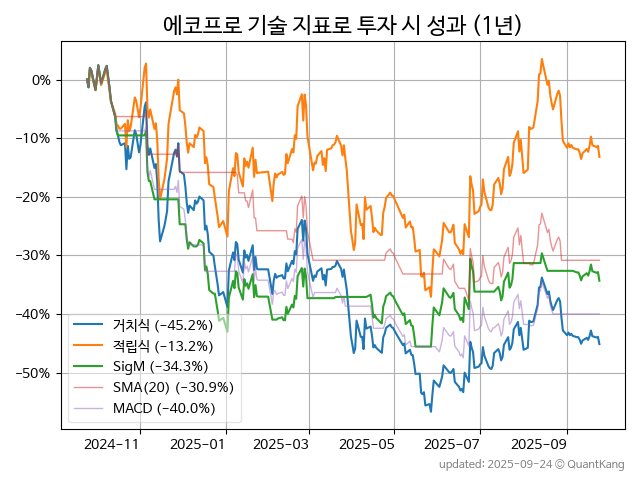 에코프로 기술 지표로 투자 시 성과 (1년)
0%
−10%
−20%
−30%
−40%
−50%
거치식 (−45.2%)
적립식 (−13.2%)
SigM (−34.3%)
SMA(20) (−30.9%)
MACD (−40.0%)
2024-11 2025-01 2025-03 2025-05 2025-07 2025-09
updated: 2025-09-24 © QuantKang